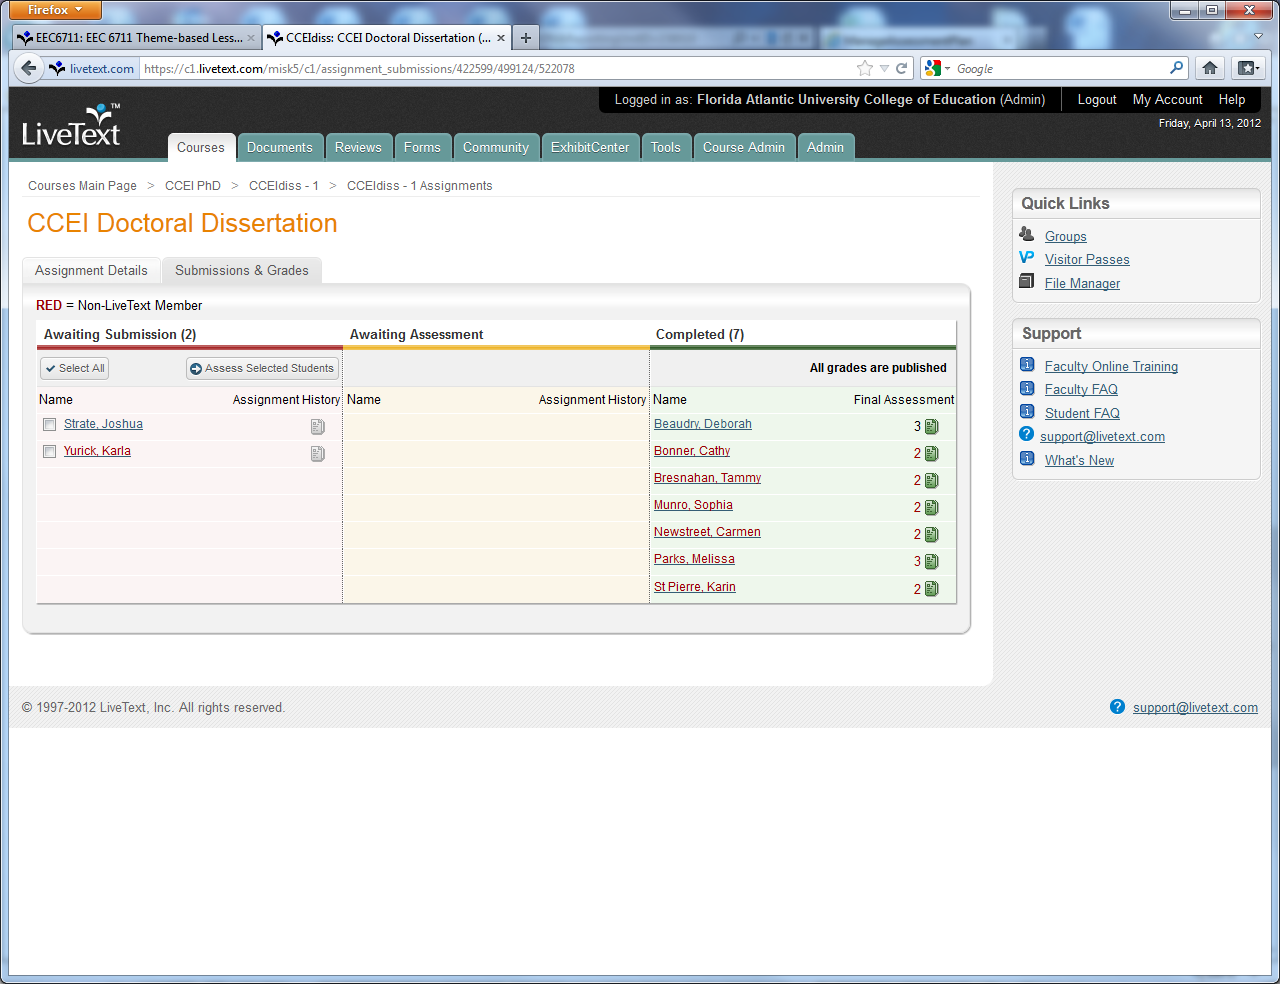 Firefox
EEC6711: EEC 6711 Theme-based Less...
CCEIdiss: CCEI Doctoral Dissertation (...
livetext.com
https://c1.livetext.com/misk5/c1/assignment_submissions/422599/499124/522078
Google
LiveText™
Logged in as: Florida Atlantic University College of Education (Admin)
Logout My Account Help
Friday, April 13, 2012
Courses Documents Reviews Forms Community ExhibitCenter Tools Course Admin Admin
Courses Main Page > CCEI PhD > CCEIdiss - 1 > CCEIdiss - 1 Assignments
CCEI Doctoral Dissertation
Assignment Details Submissions & Grades
RED = Non-LiveText Member
Awaiting Submission (2) Awaiting Assessment Completed (7)
Select All Assess Selected Students All grades are published
Name Assignment History Name Assignment History Name Final Assessment
Strate, Joshua Beaudry, Deborah 3
Yurick, Karla Bonner, Cathy 2
Bresnahan, Tammy 2
Munro, Sophia 2
Newstreet, Carmen 2
Parks, Melissa 3
St Pierre, Karin 2
Quick Links
Groups
VP Visitor Passes
File Manager
Support
Faculty Online Training
Faculty FAQ
Student FAQ
support@livetext.com
What's New
© 1997-2012 LiveText, Inc. All rights reserved.
support@livetext.com